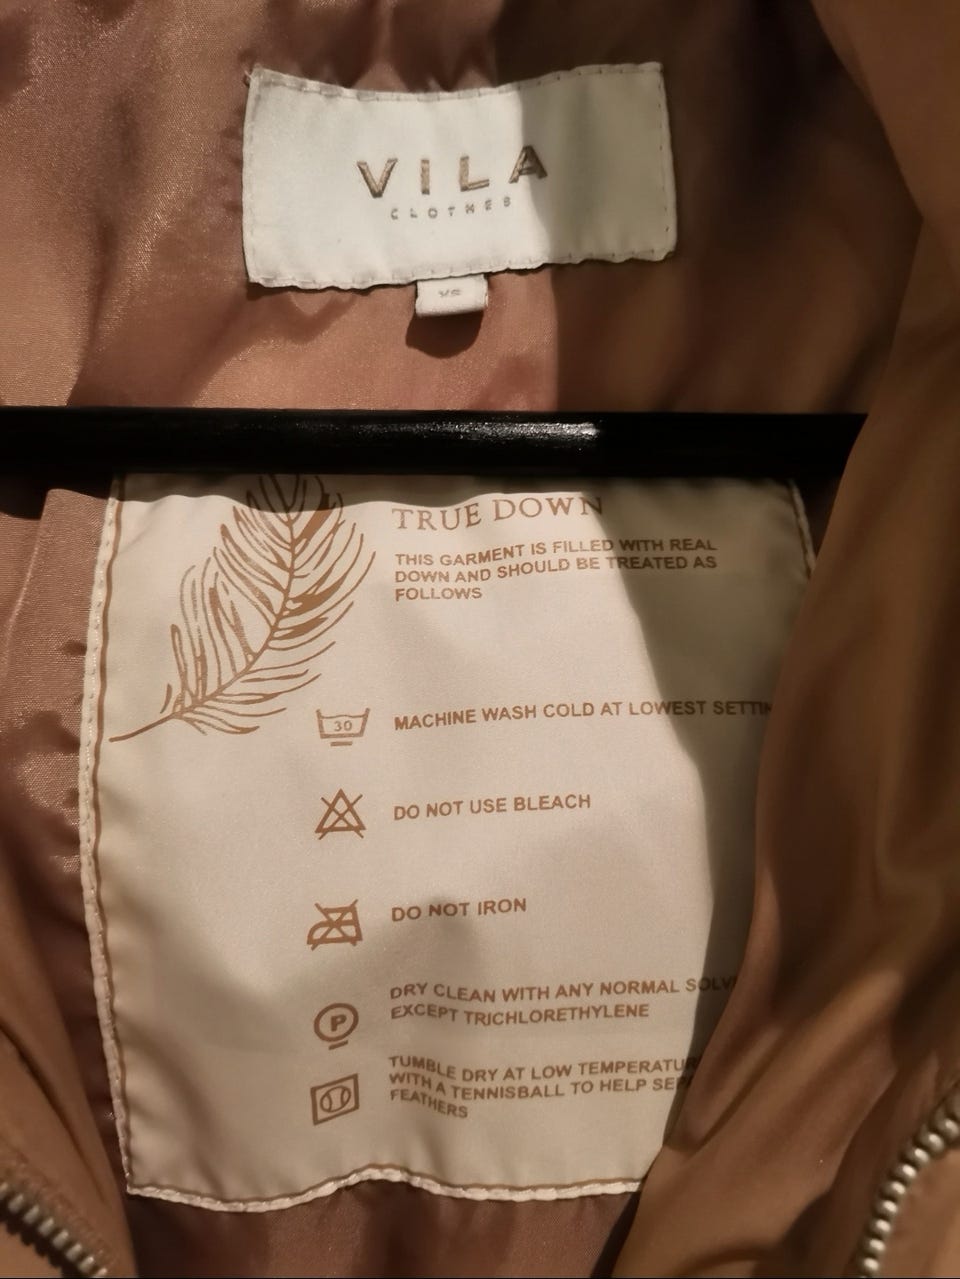 VILA
CLOTHES
XS
TRUE DOWN
THIS GARMENT IS FILLED WITH REAL
DOWN AND SHOULD BE TREATED AS
FOLLOWS
30
MACHINE WASH COLD AT LOWEST SETTIN
DO NOT USE BLEACH
DO NOT IRON
DRY CLEAN WITH ANY NORMAL SOLV
EXCEPT TRICHLORETHYLENE
P
TUMBLE DRY AT LOW TEMPERATUR
WITH A TENNISBALL TO HELP SEP
FEATHERS